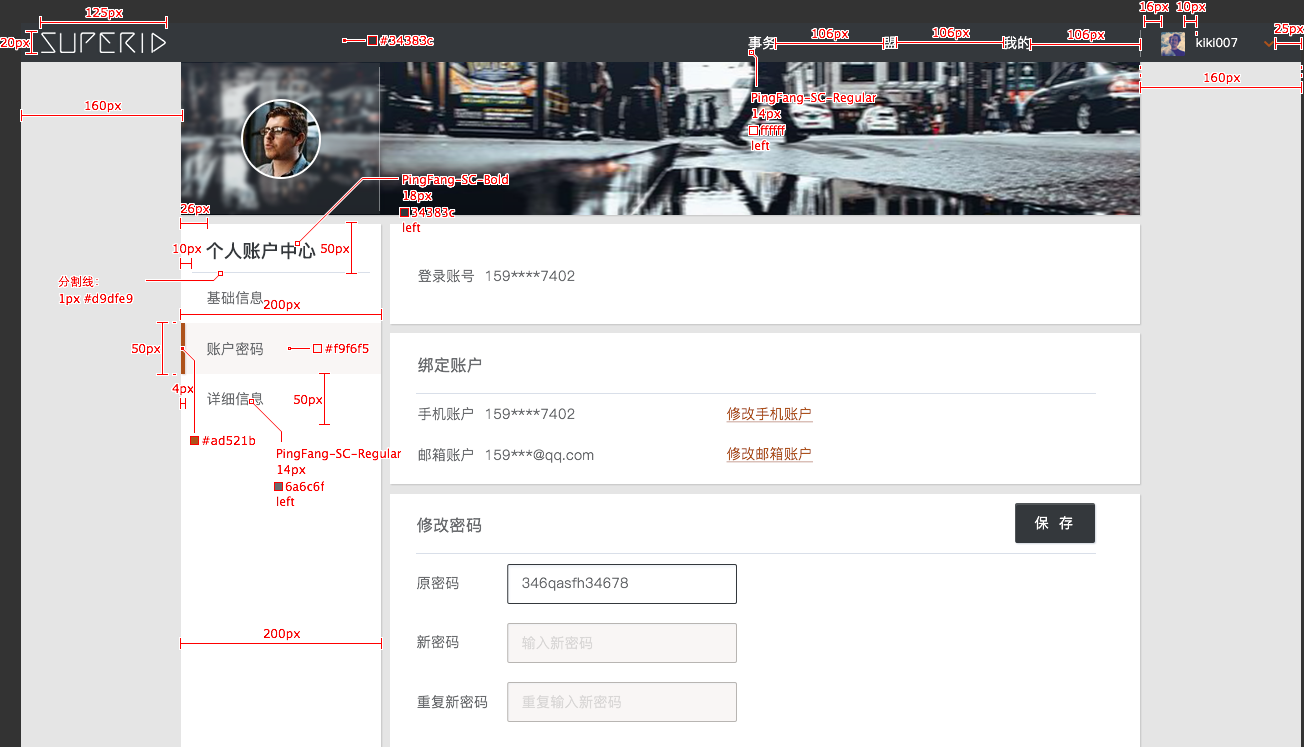 125px
16px
10px
25px
20px
SUPERID
#34383c
事务
106px
盟
106px
我的
106px
kiki007
160px
160px
PingFang-SC-Regular
14px
ffffff
left
PingFang-SC-Bold
18px
34383c
left
26px
10px
个人账户中心
50px
分割线:
1px #d9dfe9
基础信息
200px
50px
账户密码
#f9f6f5
4px
详细信息
50px
#ad521b
PingFang-SC-Regular
14px
6a6c6f
left
200px
登录账号 159****7402
绑定账户
手机账户 159****7402 修改手机账户
邮箱账户 159***@qq.com 修改邮箱账户
修改密码
保 存
原密码 346qasfh34678
新密码 输入新密码
重复新密码 重复输入新密码